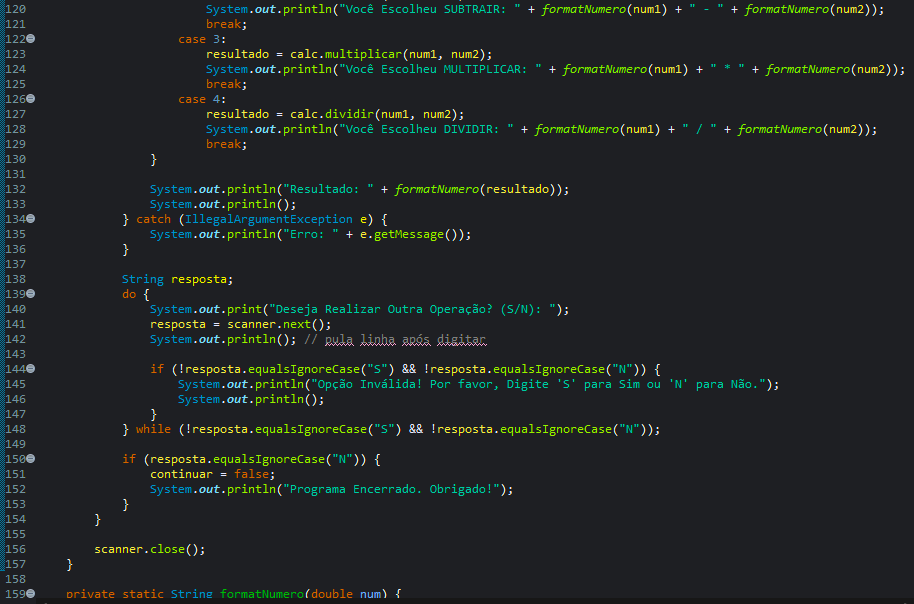 120 System.out.println("Você Escolheu SUBTRAIR: " + formatNumero(num1) + " - " + formatNumero(num2));
121 break;
122 case 3:
123 resultado = calc.multiplicar(num1, num2);
124 System.out.println("Você Escolheu MULTIPLICAR: " + formatNumero(num1) + " * " + formatNumero(num2));
125 break;
126 case 4:
127 resultado = calc.dividir(num1, num2);
128 System.out.println("Você Escolheu DIVIDIR: " + formatNumero(num1) + " / " + formatNumero(num2));
129 break;
130 }
131
132 System.out.println("Resultado: " + formatNumero(resultado));
133 System.out.println();
134 } catch (IllegalArgumentException e) {
135 System.out.println("Erro: " + e.getMessage());
136 }
137
138 String resposta;
139 do {
140 System.out.print("Deseja Realizar Outra Operação? (S/N): ");
141 resposta = scanner.next();
142 System.out.println(); // pula linha após digitar
143
144 if (!resposta.equalsIgnoreCase("S") && !resposta.equalsIgnoreCase("N")) {
145 System.out.println("Opção Inválida! Por favor, Digite 'S' para Sim ou 'N' para Não.");
146 System.out.println();
147 }
148 } while (!resposta.equalsIgnoreCase("S") && !resposta.equalsIgnoreCase("N"));
149
150 if (resposta.equalsIgnoreCase("N")) {
151 continuar = false;
152 System.out.println("Programa Encerrado. Obrigado!");
153 }
154 }
155
156 scanner.close();
157 }
158
159 private static String formatNumero(double num) {